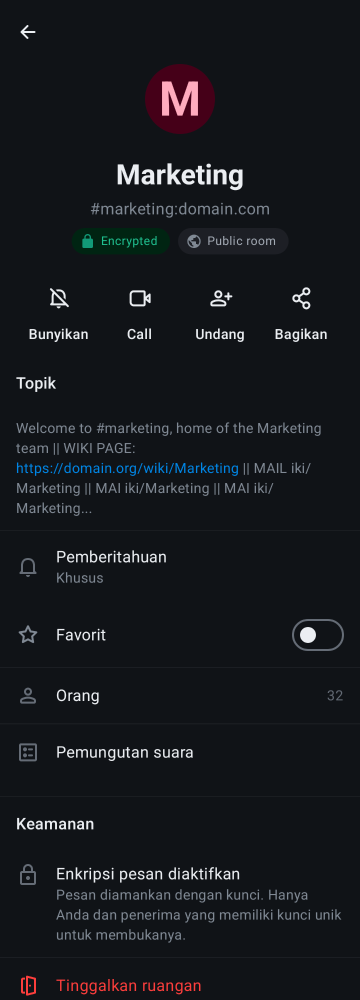 M
Marketing
#marketing:domain.com
Encrypted
Public room
Bunyikan
Call
Undang
Bagikan
Topik
Welcome to #marketing, home of the Marketing
team || WIKI PAGE:
https://domain.org/wiki/Marketing || MAIL iki/
Marketing || MAI iki/Marketing || MAI iki/
Marketing...
Pemberitahuan
Khusus
Favorit
Orang
32
Pemungutan suara
Keamanan
Enkripsi pesan diaktifkan
Pesan diamankan dengan kunci. Hanya
Anda dan penerima yang memiliki kunci unik
untuk membukanya.
Tinggalkan ruangan